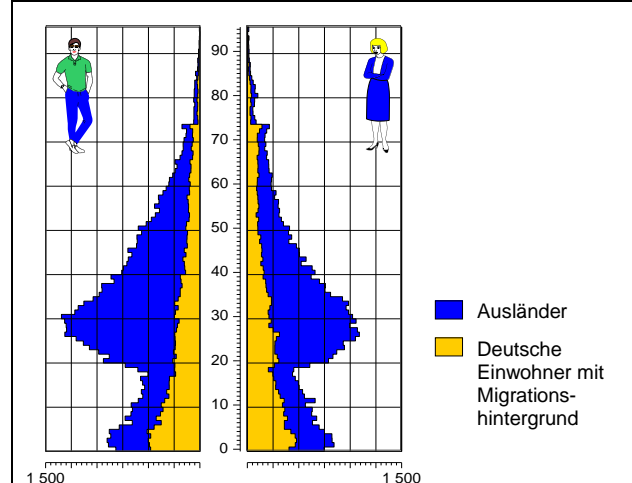 90
80
70
60
50
40
30
20
10
0
1 500
1 500
Ausländer
Deutsche
Einwohner mit
Migrations-
hintergrund